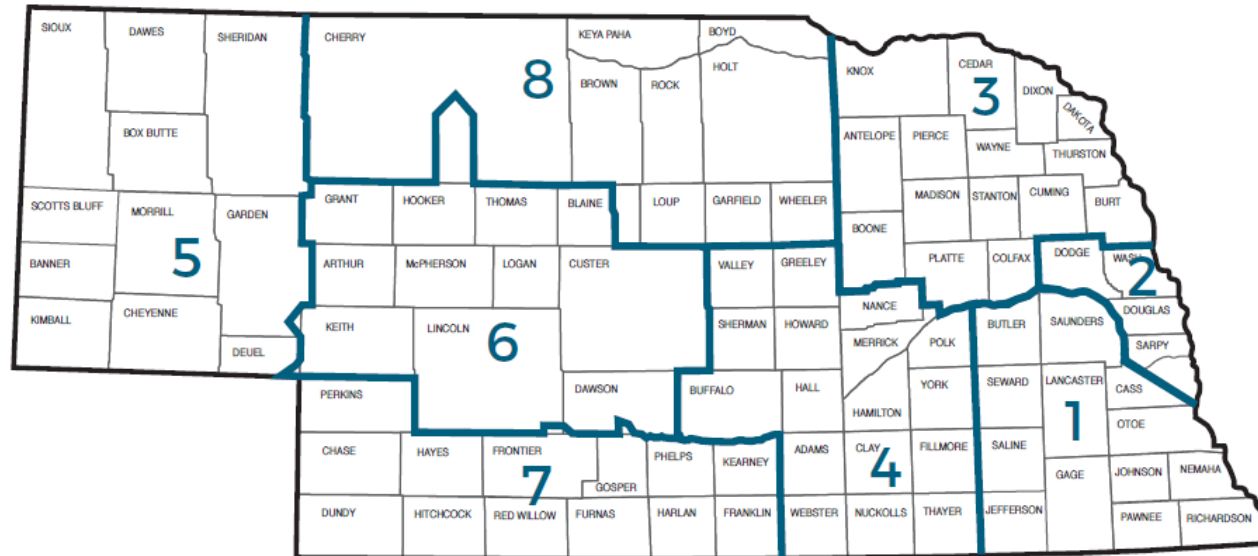 SIOUX
DAWES
SHERIDAN
CHERRY
KEYA PAHA
BOYD
8
BROWN
ROCK
HOLT
KNOX
CEDAR
3
DIXON
DAKOTA
BOX BUTTE
ANTELOPE
PIERCE
WAYNE
THURSTON
SCOTTS BLUFF
MORRILL
GARDEN
GRANT
HOOKER
THOMAS
BLAINE
LOUP
GARFIELD
WHEELER
MADISON
STANTON
CUMING
BURT
BOONE
5
BANNER
ARTHUR
McPHERSON
LOGAN
CUSTER
VALLEY
GREELEY
PLATTE
COLFAX
DODGE
WASH
2
KIMBALL
CHEYENNE
DEUEL
KEITH
LINCOLN
6
SHERMAN
HOWARD
NANCE
MERRICK
POLK
BUTLER
SAUNDERS
DOUGLAS
SARPY
PERKINS
DAWSON
BUFFALO
HALL
HAMILTON
YORK
SEWARD
LANCASTER
1
CASS
OTOE
CHASE
HAYES
FRONTIER
7
GOSPER
PHELPS
KEARNEY
ADAMS
CLAY
4
FILLMORE
SALINE
GAGE
JOHNSON
NEMAHA
DUNDY
HITCHCOCK
RED WILLOW
FURNAS
HARLAN
FRANKLIN
WEBSTER
NUCKOLLS
THAYER
JEFFERSON
PAWNEE
RICHARDSON